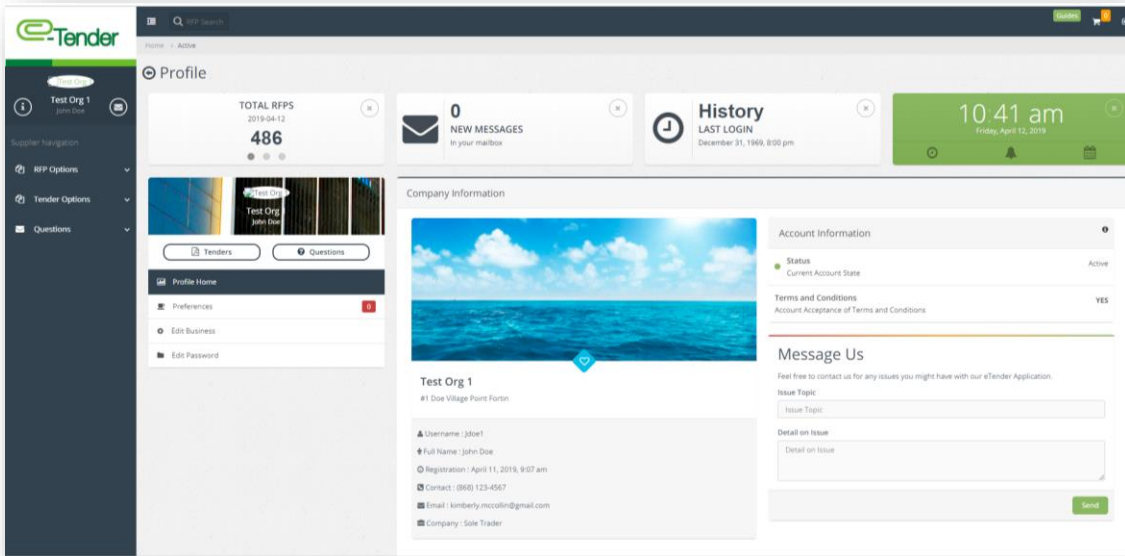 e-Tender
RFP Search
Guides
0
Home > Active
Test Org 1
Test Org 1
John Doe
Supplier Navigation
RFP Options
Tender Options
Questions
Profile
TOTAL RFPS
2019-04-12
486
0
NEW MESSAGES
In your mailbox
History
LAST LOGIN
December 31, 1969, 8:00 pm
10:41 am
Friday, April 12, 2019
Test Org
Test Org 1
John Doe
Tenders
Questions
Profile Home
Preferences
0
Edit Business
Edit Password
Company Information
Test Org 1
#1 Doe Village Point Fortin
Username : Jdoe1
Full Name : John Doe
Registration : April 11, 2019, 9:07 am
Contact : (868) 123-4567
Email : kimberly.mccollin@gmail.com
Company : Sole Trader
Account Information
Status
Active
Current Account State
Terms and Conditions
YES
Account Acceptance of Terms and Conditions
Message Us
Feel free to contact us for any issues you might have with our eTender Application.
Issue Topic
Issue Topic
Detail on Issue
Detail on Issue
Send